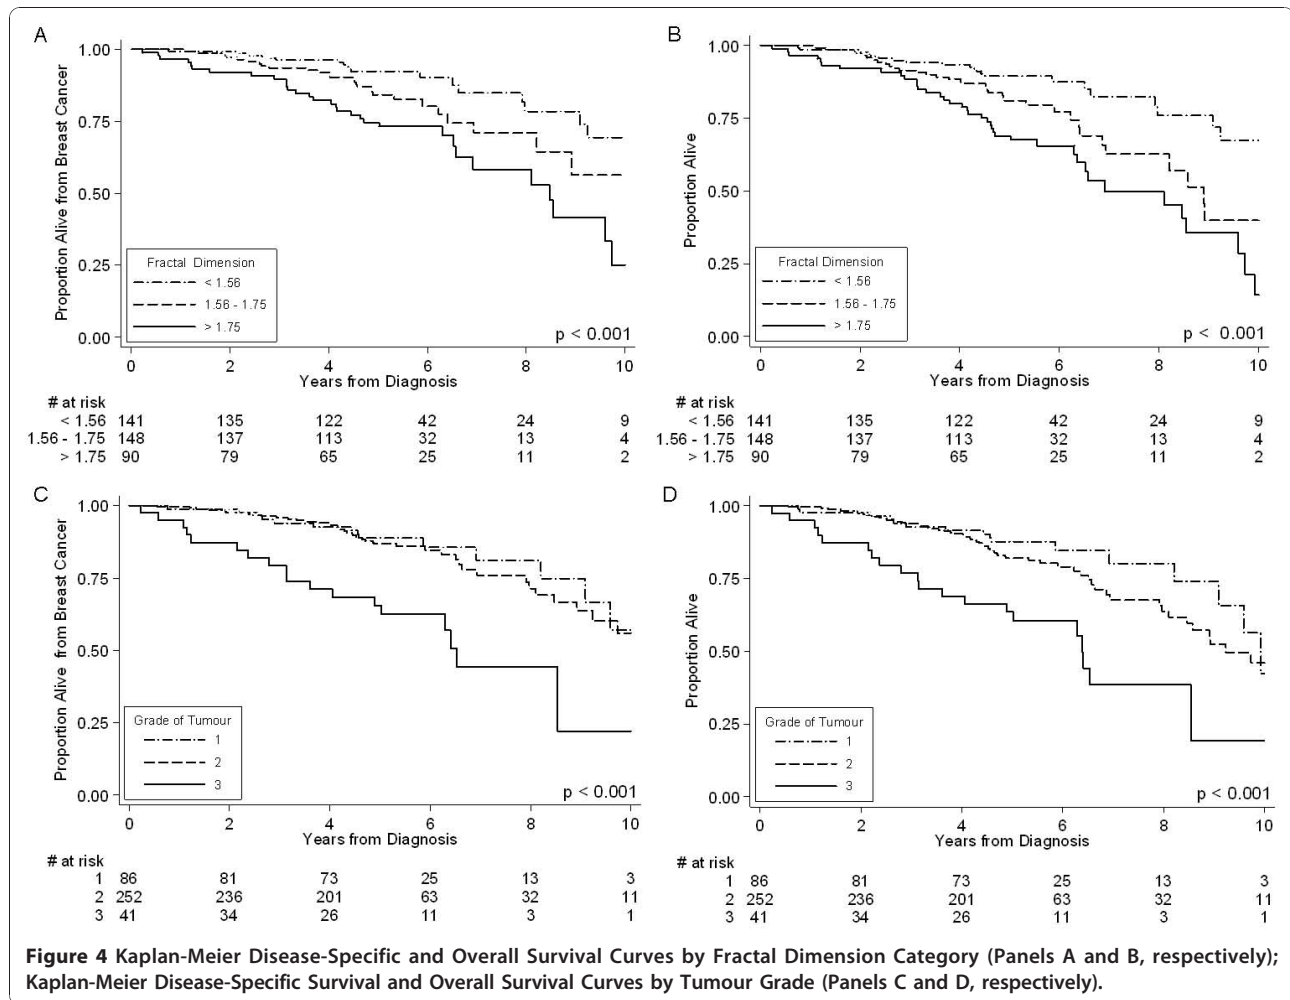 A
Proportion Alive from Breast Cancer
1.00
0.75
0.50
0.25
0.00
Fractal Dimension
< 1.56
1.56 - 1.75
> 1.75
p < 0.001
0 2 4 6 8 10
Years from Diagnosis
# at risk
< 1.56 141 135 122 42 24 9
1.56 - 1.75 148 137 113 32 13 4
> 1.75 90 79 65 25 11 2
B
Proportion Alive
1.00
0.75
0.50
0.25
0.00
Fractal Dimension
< 1.56
1.56 - 1.75
> 1.75
p < 0.001
0 2 4 6 8 10
Years from Diagnosis
# at risk
< 1.56 141 135 122 42 24 9
1.56 - 1.75 148 137 113 32 13 4
> 1.75 90 79 65 25 11 2
C
Proportion Alive from Breast Cancer
1.00
0.75
0.50
0.25
0.00
Grade of Tumour
1
2
3
p < 0.001
0 2 4 6 8 10
Years from Diagnosis
# at risk
1 86 81 73 25 13 3
2 252 236 201 63 32 11
3 41 34 26 11 3 1
D
Proportion Alive
1.00
0.75
0.50
0.25
0.00
Grade of Tumour
1
2
3
p < 0.001
0 2 4 6 8 10
Years from Diagnosis
# at risk
1 86 81 73 25 13 3
2 252 236 201 63 32 11
3 41 34 26 11 3 1
Figure 4 Kaplan-Meier Disease-Specific and Overall Survival Curves by Fractal Dimension Category (Panels A and B, respectively);
Kaplan-Meier Disease-Specific Survival and Overall Survival Curves by Tumour Grade (Panels C and D, respectively).